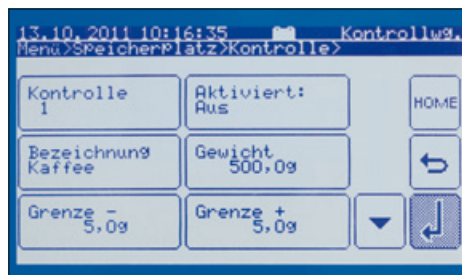 13.10.2011 10:16:35 Kontrollwg.
Menü>Speicherplatz>Kontrolle>
Kontrolle
1
Aktiviert:
Aus
HOME
Bezeichnung
Kaffee
Gewicht
500,0g
Grenze -
5,0g
Grenze +
5,0g